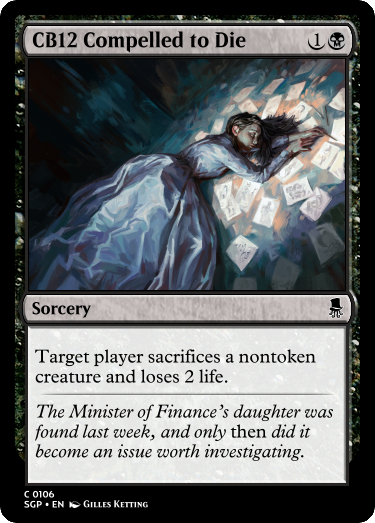 CB12 Compelled to Die 1
Sorcery
Target player sacrifices a nontoken
creature and loses 2 life.
The Minister of Finance's daughter was
found last week, and only then did it
become an issue worth investigating.
C 0106
SGP • EN Gilles Ketting